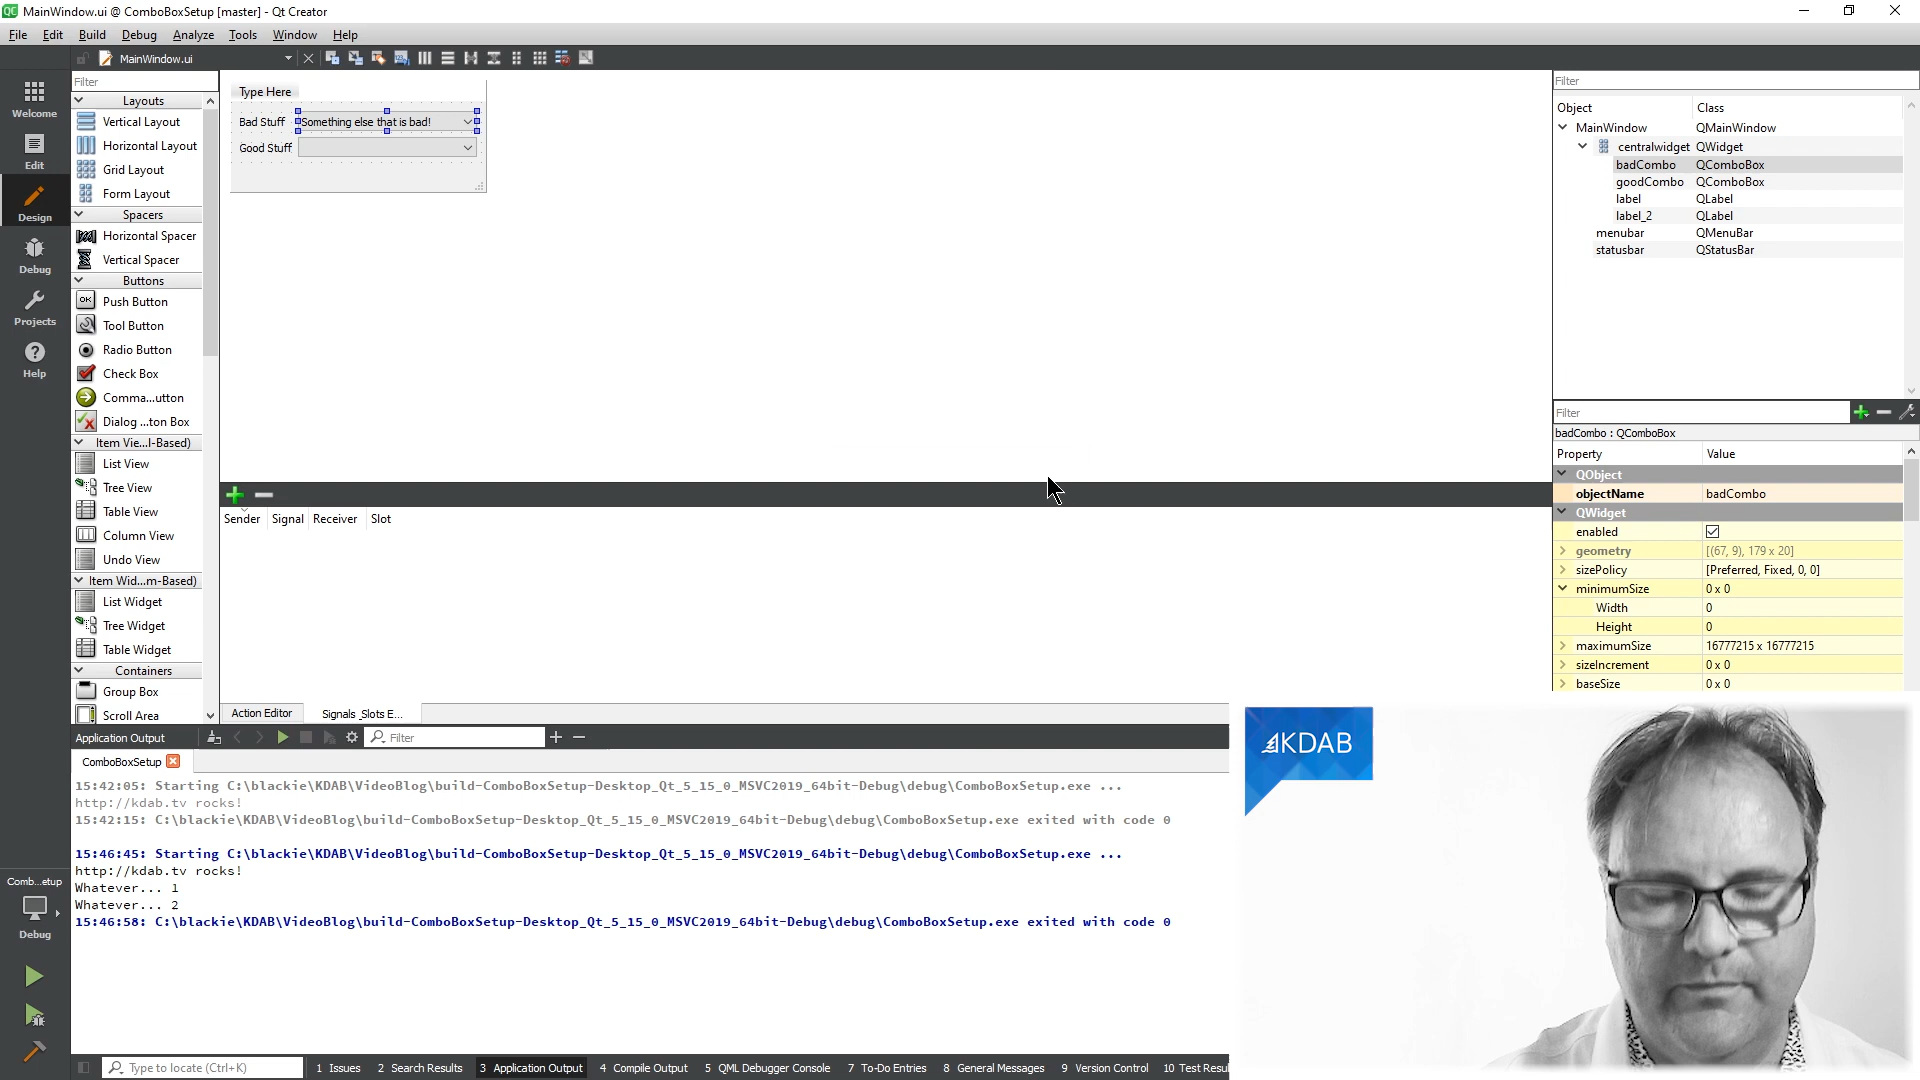 MainWindow.ui @ ComboBoxSetup [master] - Qt Creator
File Edit Build Debug Analyze Tools Window Help
MainWindow.ui
Filter
Layouts
Vertical Layout
Horizontal Layout
Grid Layout
Form Layout
Spacers
Horizontal Spacer
Vertical Spacer
Buttons
OK Push Button
Tool Button
Radio Button
Check Box
Comma...utton
Dialog ...ton Box
Item Vie...l-Based)
List View
Tree View
Table View
Column View
Undo View
Item Wid...m-Based)
List Widget
Tree Widget
Table Widget
Containers
Group Box
Scroll Area
Welcome
Edit
Design
Debug
Projects
Help
Comb...etup
Debug
Type Here
Bad Stuff Something else that is bad!
Good Stuff
Sender Signal Receiver Slot
Action Editor Signals _Slots E...
Filter
Object Class
MainWindow QMainWindow
centralwidget QWidget
badCombo QComboBox
goodCombo QComboBox
label QLabel
label_2 QLabel
menubar QMenuBar
statusbar QStatusBar
Filter
badCombo : QComboBox
Property Value
QObject
objectName badCombo
QWidget
enabled
geometry [(67, 9), 179 x 20]
sizePolicy [Preferred, Fixed, 0, 0]
minimumSize 0 x 0
Width 0
Height 0
maximumSize 16777215 x 16777215
sizeIncrement 0 x 0
baseSize 0 x 0
Application Output Filter
ComboBoxSetup
15:42:05: Starting C:\blackie\KDAB\VideoBlog\build-ComboBoxSetup-Desktop_Qt_5_15_0_MSVC2019_64bit-Debug\debug\ComboBoxSetup.exe ...
http://kdab.tv rocks!
15:42:15: C:\blackie\KDAB\VideoBlog\build-ComboBoxSetup-Desktop_Qt_5_15_0_MSVC2019_64bit-Debug\debug\ComboBoxSetup.exe exited with code 0
15:46:45: Starting C:\blackie\KDAB\VideoBlog\build-ComboBoxSetup-Desktop_Qt_5_15_0_MSVC2019_64bit-Debug\debug\ComboBoxSetup.exe ...
http://kdab.tv rocks!
Whatever... 1
Whatever... 2
15:46:58: C:\blackie\KDAB\VideoBlog\build-ComboBoxSetup-Desktop_Qt_5_15_0_MSVC2019_64bit-Debug\debug\ComboBoxSetup.exe exited with code 0
KDAB
Type to locate (Ctrl+K) 1 Issues 2 Search Results 3 Application Output 4 Compile Output 5 QML Debugger Console 7 To-Do Entries 8 General Messages 9 Version Control 10 Test Resul